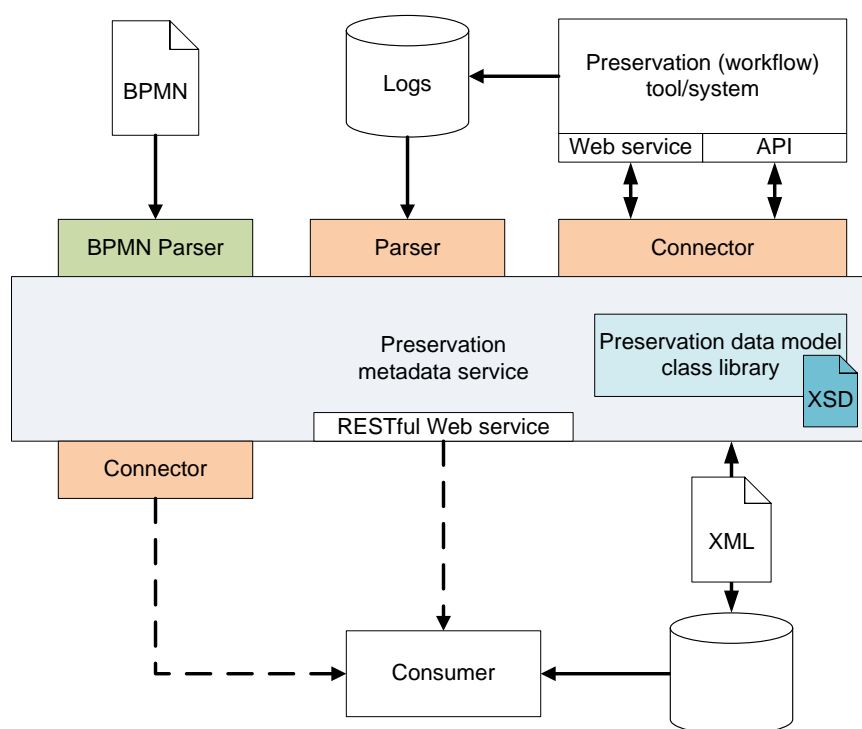 BPMN
Logs
Preservation (workflow)
tool/system
Web service
API
BPMN Parser
Parser
Connector
Preservation
metadada service
Preservation data model
class library
XSD
RESTful Web service
Connector
XML
Consumer